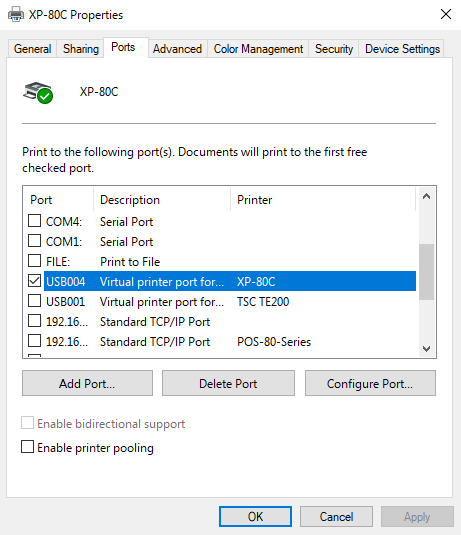 XP-80C Properties
General Sharing Ports Advanced Color Management Security Device Settings
XP-80C
Print to the following port(s). Documents will print to the first free
checked port.
Port Description Printer
COM4: Serial Port
COM1: Serial Port
FILE: Print to File
USB004 Virtual printer port for... XP-80C
USB001 Virtual printer port for... TSC TE200
192.16... Standard TCP/IP Port
192.16... Standard TCP/IP Port POS-80-Series
Add Port... Delete Port Configure Port...
Enable bidirectional support
Enable printer pooling
OK Cancel Apply